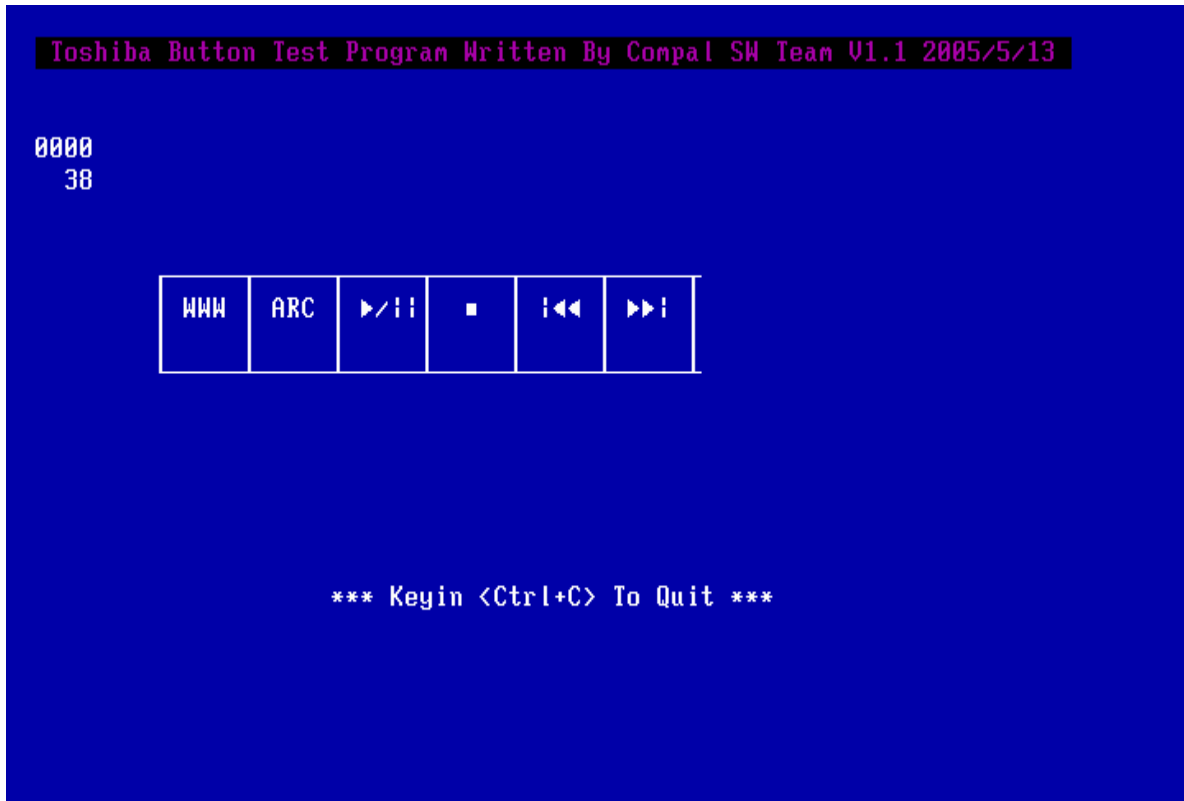 Toshiba Button Test Program Written By Compal SW Team V1.1 2005/5/13
0000
38
WWW ARC ►/¦¦ ■ ¦◄◄ ►►¦
*** Keyin <Ctrl+C> To Quit ***